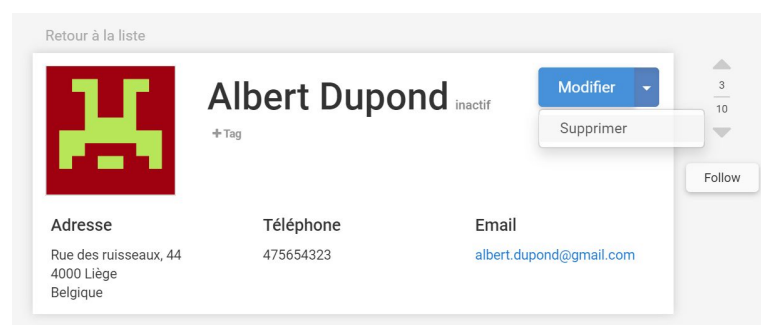 Retour à la liste
Albert Dupond inactif
+ Tag
Modifier
Supprimer
3
10
Follow
Adresse
Rue des ruisseaux, 44
4000 Liège
Belgique
Téléphone
475654323
Email
albert.dupond@gmail.com